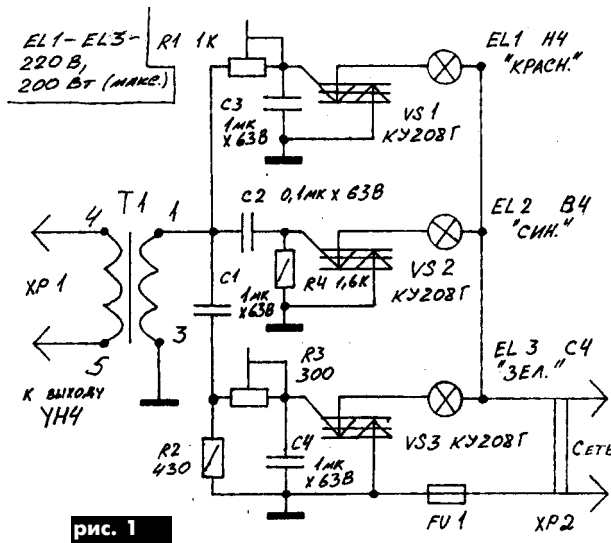 EL1-EL3-
220 В,
200 Вт (макс.)
R1 1К
EL1 НЧ
"КРАСН."
C3
1мк
х63В
VS1
КУ208Г
T1
4
1
C2 0,1мк х 63В
EL2 ВЧ
"СИН."
XP1
C1
1мк
х63В
R4 1,6К
VS2
КУ208Г
5
3
К ВЫХОДУ
УНЧ
R3
300
EL3 СЧ
"ЗЕЛ."
R2
430
C4
1мк
х63В
VS3 КУ208Г
СЕТЬ
FU1
XP2
рис. 1